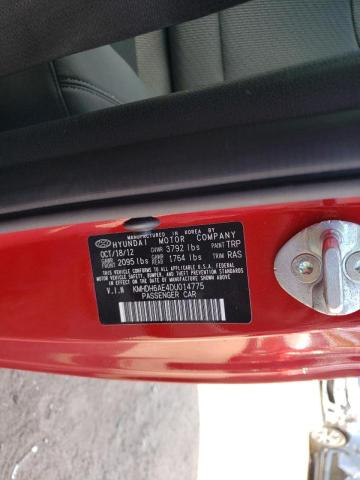 MANUFACTURED IN KOREA BY
HYUNDAI MOTOR COMPANY
OCT/18/12 GVWR 3792 lbs PAINT TRP
GAWR FRONT 2095 lbs GAWR REAR 1764 lbs TRIM RAS
THIS VEHICLE CONFORMS TO ALL APPLICABLE U.S. FEDERAL
MOTOR VEHICLE SAFETY, BUMPER, AND THEFT PREVENTION
STANDARDS IN EFFECT ON THE DATE OF MANUFACTURE
SHOWN ABOVE.
V.I.N KMHDH6AE4DU014775
PASSENGER CAR